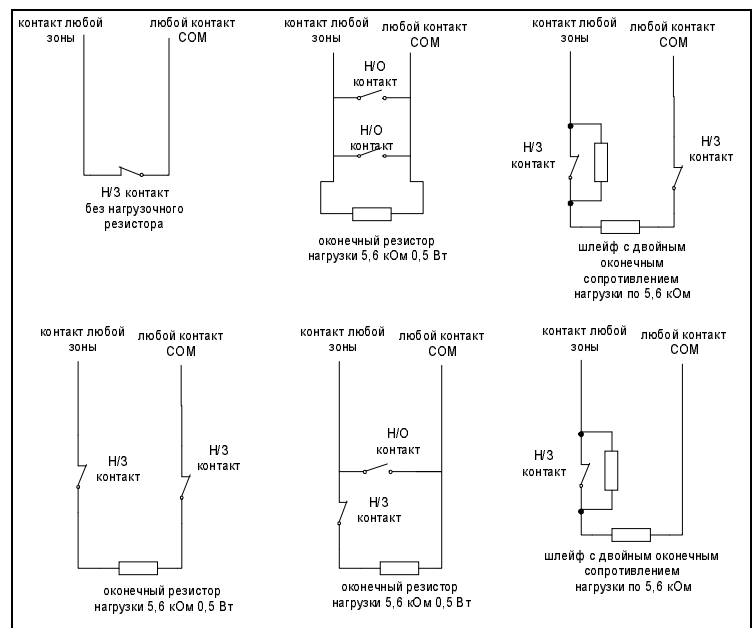 контакт любой
зоны
любой контакт
COM
Н/З контакт
без нагрузочного
резистора
контакт любой
зоны
любой контакт
COM
Н/О
контакт
Н/О
контакт
оконечный резистор
нагрузки 5,6 кОм 0,5 Вт
контакт любой
зоны
любой контакт
COM
Н/З
контакт
Н/З
контакт
шлейф с двойным
оконечным
сопротивлением
нагрузки по 5,6 кОм
контакт любой
зоны
любой контакт
COM
Н/З
контакт
Н/З
контакт
оконечный резистор
нагрузки 5,6 кОм 0,5 Вт
контакт любой
зоны
любой контакт
COM
Н/О
контакт
Н/З
контакт
оконечный резистор
нагрузки 5,6 кОм 0,5 Вт
контакт любой
зоны
любой контакт
COM
Н/З
контакт
шлейф с двойным оконечным
сопротивлением
нагрузки по 5,6 кОм